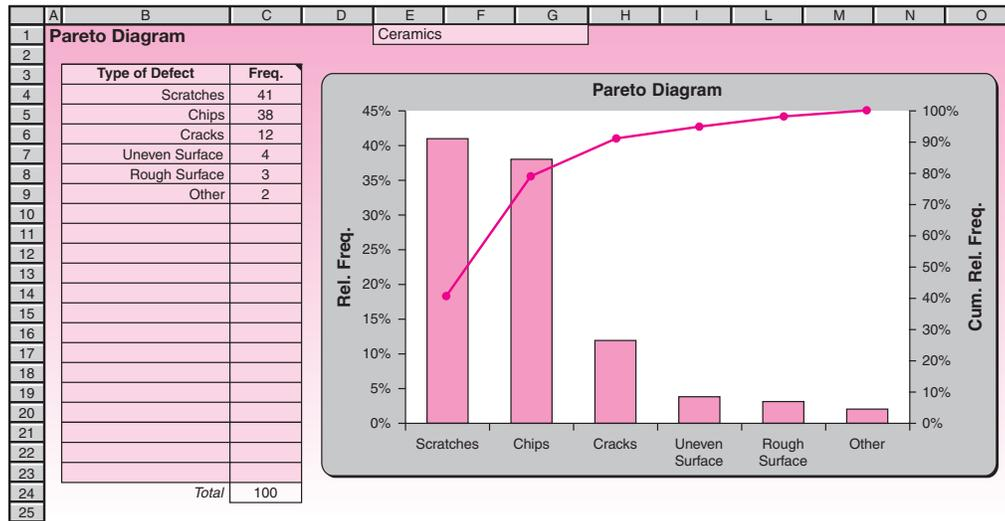 A B C D E F G H I J L M N O
1 Pareto Diagram Ceramics
2
3 Type of Defect Freq.
4 Scratches 41
5 Chips 38
6 Cracks 12
7 Uneven Surface 4
8 Rough Surface 3
9 Other 2
10
11
12
13
14
15
16
17
18
19
20
21
22
23
24 Total 100
25
Pareto Diagram
Rel. Freq.
45%
40%
35%
30%
25%
20%
15%
10%
5%
0%
100%
90%
80%
70%
60%
50%
40%
30%
20%
10%
0%
Cum. Rel. Freq.
Scratches Chips Cracks Uneven Rough Other
Surface Surface